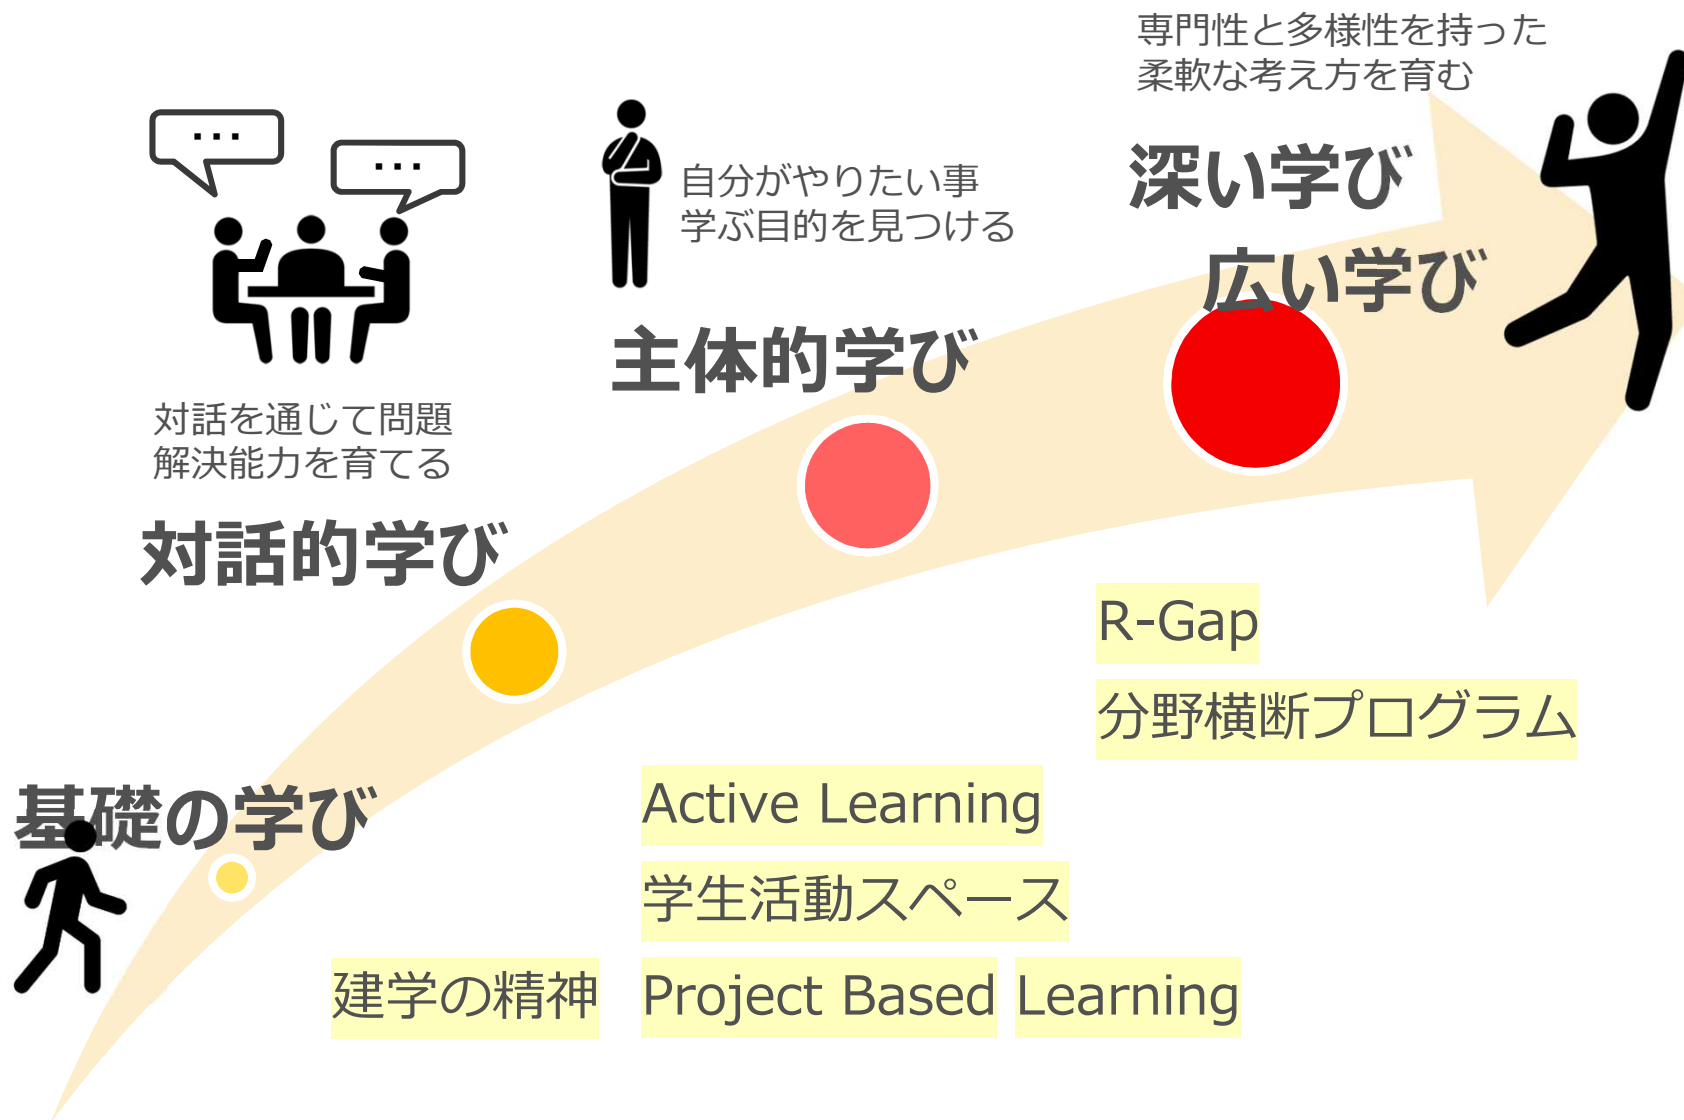 専門性と多様性を持った
柔軟な考え方を育む
深い学び
広い学び
...
...
自分がやりたい事
学ぶ目的を見つける
主体的学び
対話を通じて問題
解決能力を育てる
対話的学び
基礎の学び
R-Gap
分野横断プログラム
Active Learning
学生活動スペース
建学の精神
Project Based Learning